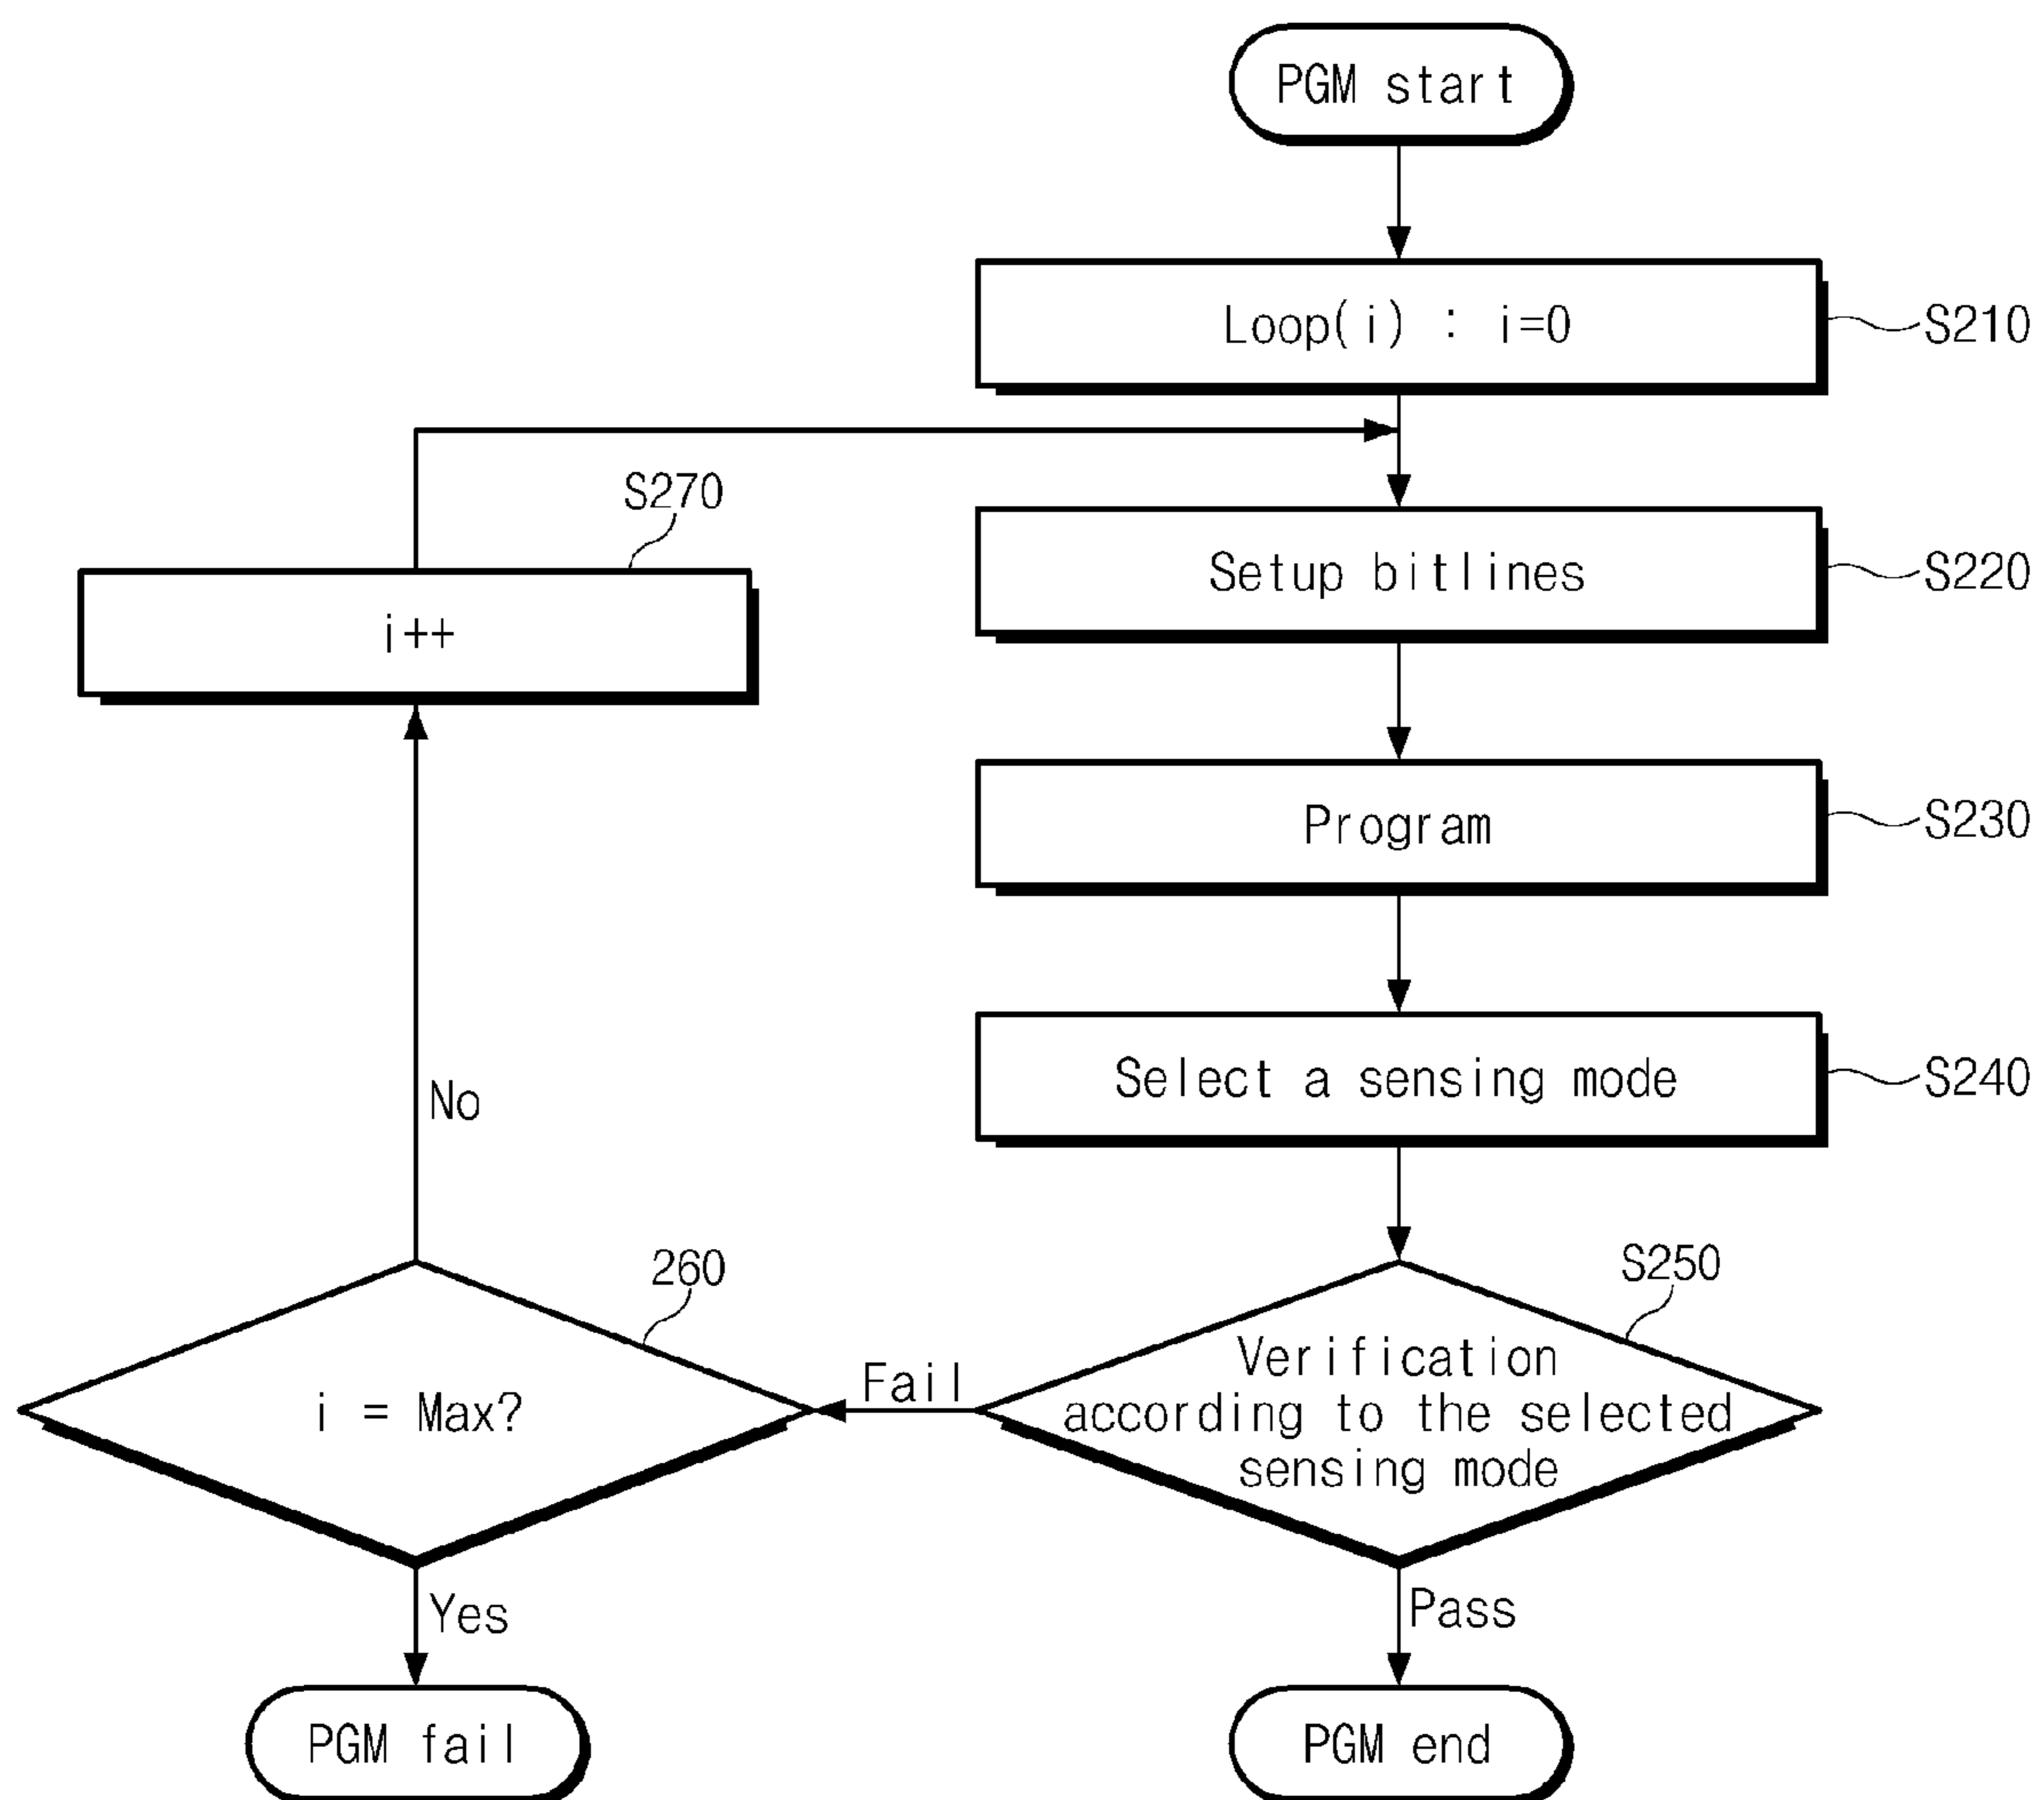 PGM start
Loop(i) : i=0
S210
S270
Setup bitlines
S220
i++
Program
S230
Select a sensing mode
S240
No
260
S250
Verification
according to the selected
sensing mode
Fail
i = Max?
Yes
Pass
PGM fail
PGM end